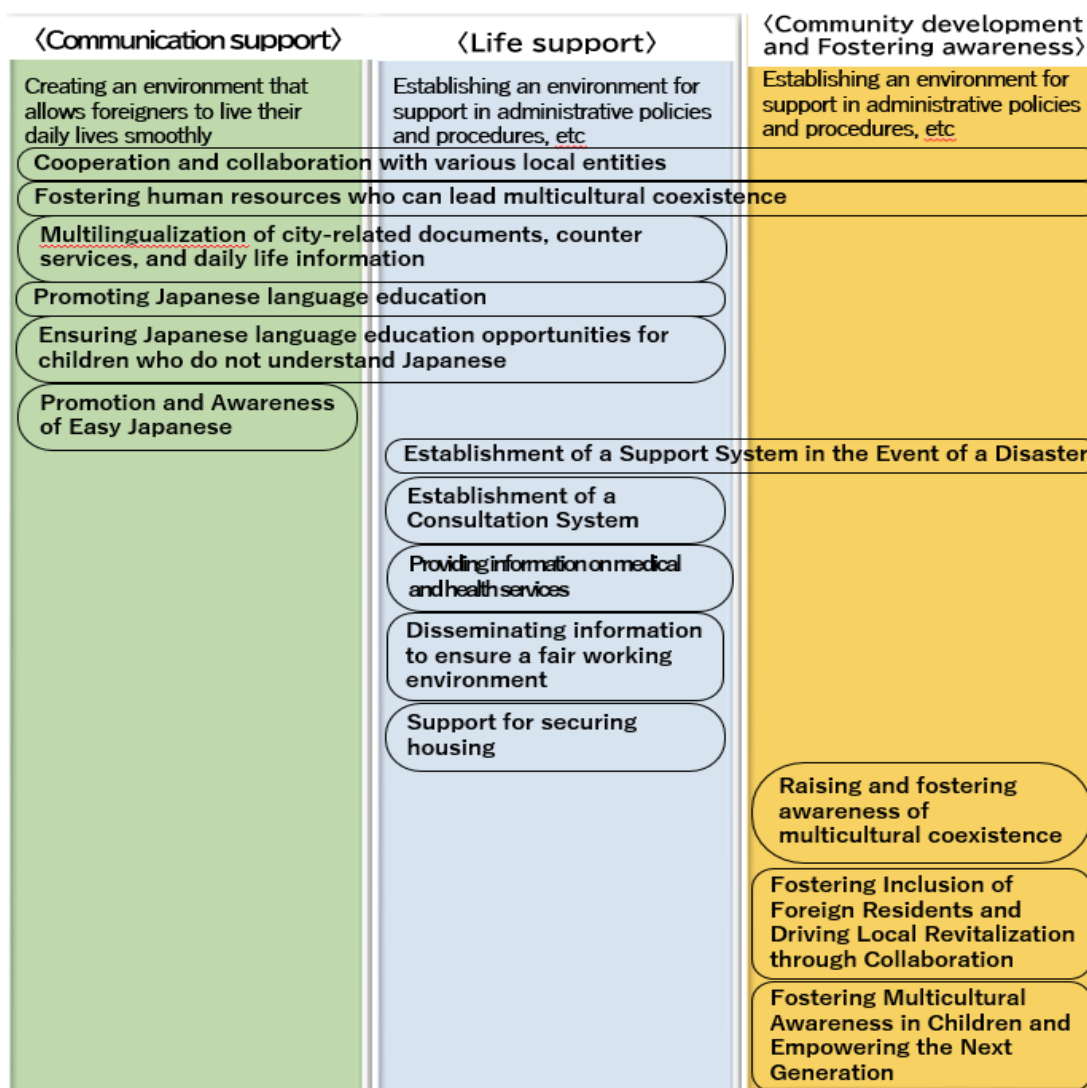 〈Communication support〉
Creating an environment that
allows foreigners to live their
daily lives smoothly
〈Life support〉
Establishing an environment for
support in administrative policies
and procedures, etc
〈Community development
and Fostering awareness〉
Establishing an environment for
support in administrative policies
and procedures, etc
Cooperation and collaboration with various local entities
Fostering human resources who can lead multicultural coexistence
Multilingualization of city-related documents, counter
services, and daily life information
Promoting Japanese language education
Ensuring Japanese language education opportunities for
children who do not understand Japanese
Promotion and Awareness
of Easy Japanese
Establishment of a Support System in the Event of a Disaster
Establishment of a
Consultation System
Providing information on medical
and health services
Disseminating information
to ensure a fair working
environment
Support for securing
housing
Raising and fostering
awareness of
multicultural coexistence
Fostering Inclusion of
Foreign Residents and
Driving Local Revitalization
through Collaboration
Fostering Multicultural
Awareness in Children and
Empowering the Next
Generation